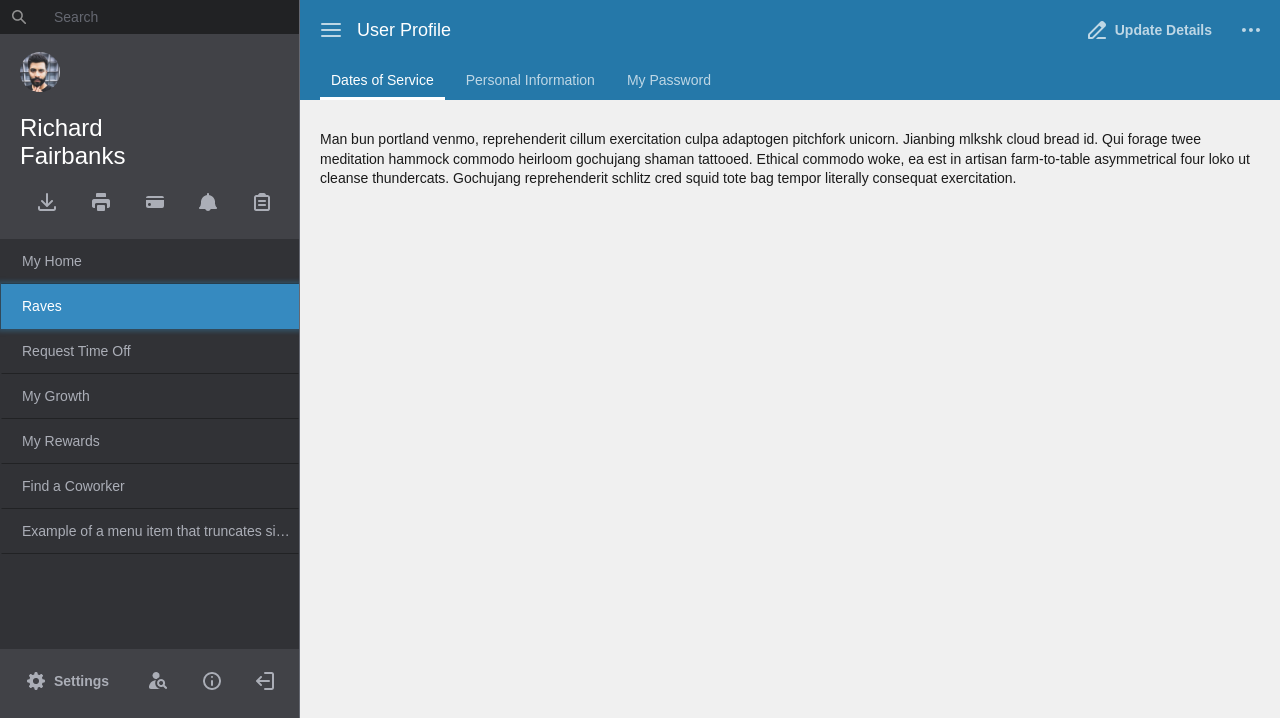 Search
Richard
Fairbanks
My Home
Raves
Request Time Off
My Growth
My Rewards
Find a Coworker
Example of a menu item that truncates si…
Settings
User Profile
Update Details
Dates of Service
Personal Information
My Password
Man bun portland venmo, reprehenderit cillum exercitation culpa adaptogen pitchfork unicorn. Jianbing mlkshk cloud bread id. Qui forage twee
meditation hammock commodo heirloom gochujang shaman tattooed. Ethical commodo woke, ea est in artisan farm-to-table asymmetrical four loko ut
cleanse thundercats. Gochujang reprehenderit schlitz cred squid tote bag tempor literally consequat exercitation.